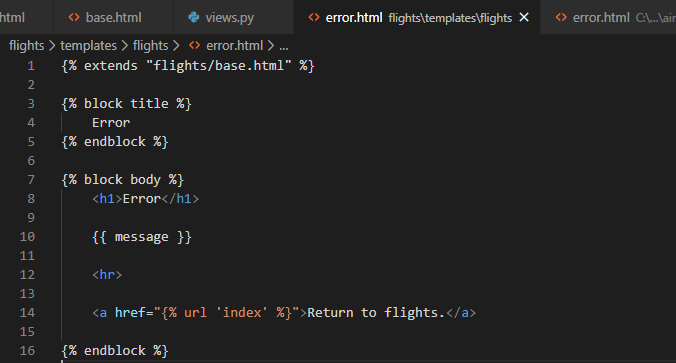 html base.html views.py error.html flights\templates\flights × error.html C:\...\air
flights > templates > flights > error.html > ...
1 {% extends "flights/base.html" %}
2
3 {% block title %}
4 Error
5 {% endblock %}
6
7 {% block body %}
8 <h1>Error</h1>
9
10 {{ message }}
11
12 <hr>
13
14 <a href="{% url 'index' %}">Return to flights.</a>
15
16 {% endblock %}